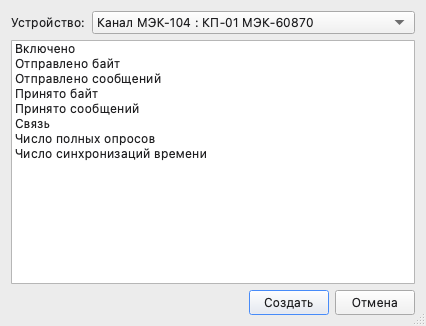 Устройство: Канал МЭК-104 : КП-01 МЭК-60870
Включено
Отправлено байт
Отправлено сообщений
Принято байт
Принято сообщений
Связь
Число полных опросов
Число синхронизаций времени
Создать Отмена